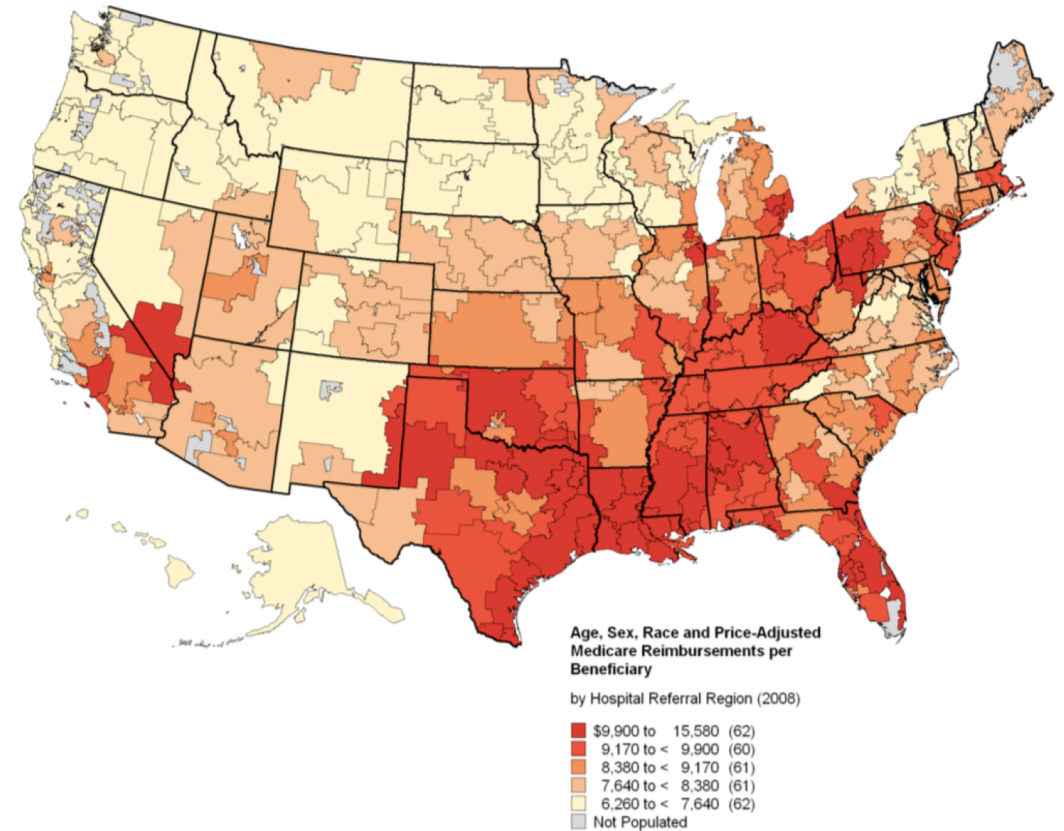 Age, Sex, Race and Price-Adjusted
Medicare Reimbursements per
Beneficiary
by Hospital Referral Region (2008)
$9,900 to 15,580 (62)
9,170 to < 9,900 (60)
8,380 to < 9,170 (61)
7,640 to < 8,380 (61)
6,260 to < 7,640 (62)
Not Populated